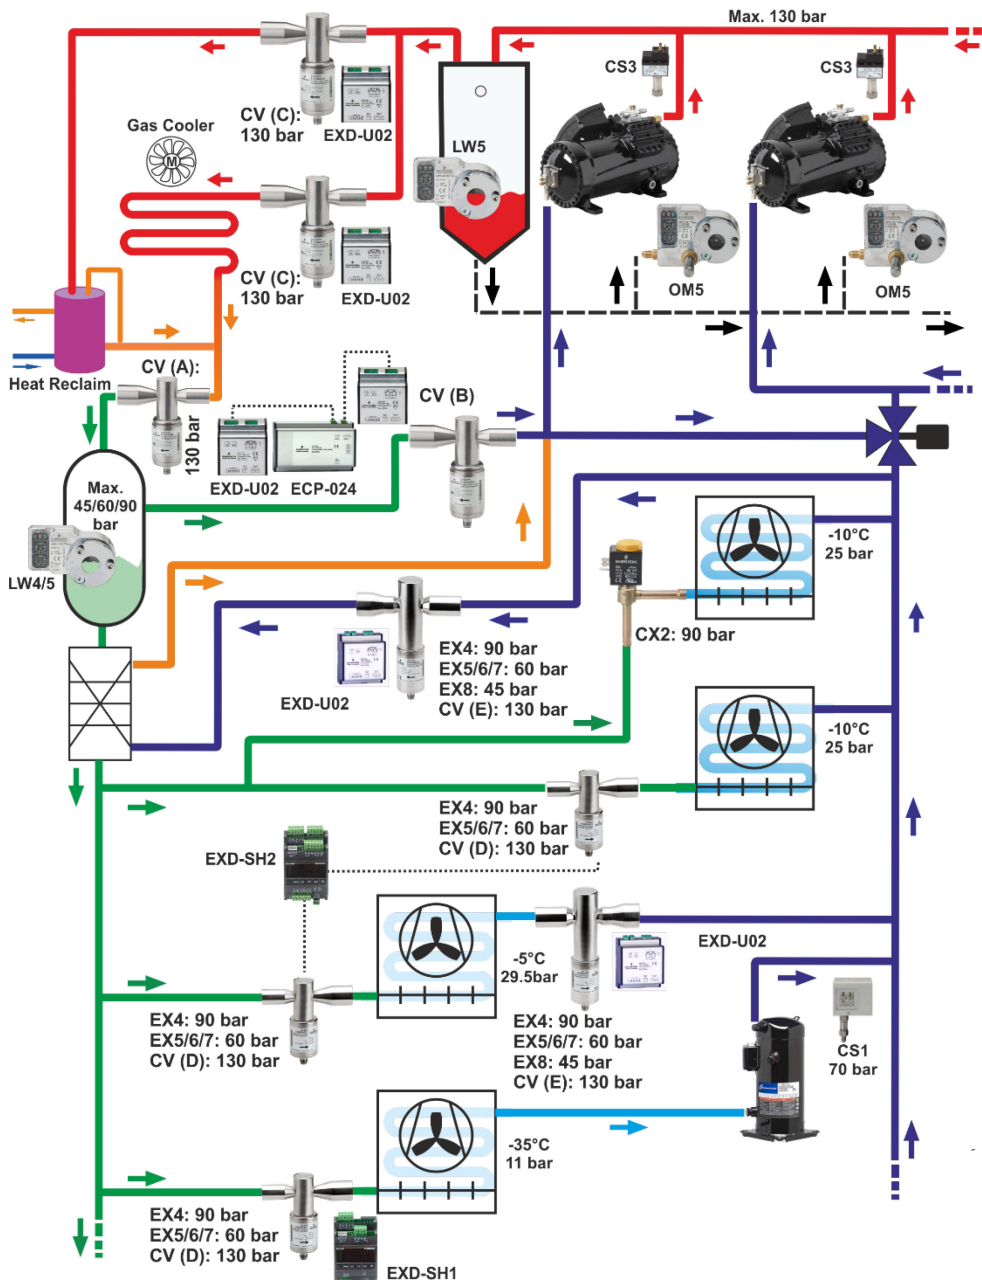 Max. 130 bar
CS3
CS3
CV (C):
130 bar
EXD-U02
Gas Cooler
M
LW5
CV (C):
130 bar
EXD-U02
OM5
OM5
Heat Reclaim
CV (A):
130 bar
CV (B)
EXD-U02
ECP-024
Max.
45/60/90
bar
LW4/5
-10°C
25 bar
CX2: 90 bar
EXD-U02
EX4: 90 bar
EX5/6/7: 60 bar
EX8: 45 bar
CV (E): 130 bar
-10°C
25 bar
EX4: 90 bar
EX5/6/7: 60 bar
CV (D): 130 bar
EXD-SH2
-5°C
29.5bar
EXD-U02
EX4: 90 bar
EX5/6/7: 60 bar
CV (D): 130 bar
EX4: 90 bar
EX5/6/7: 60 bar
EX8: 45 bar
CV (E): 130 bar
CS1
70 bar
-35°C
11 bar
EX4: 90 bar
EX5/6/7: 60 bar
CV (D): 130 bar
EXD-SH1